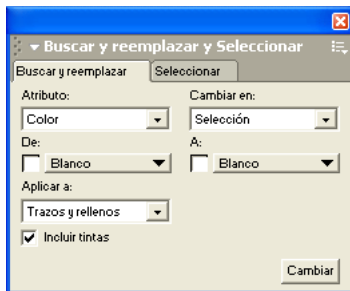 Buscar y reemplazar y Seleccionar
Buscar y reemplazar Seleccionar
Atributo: Cambiar en:
Color Selección
De: A:
Blanco Blanco
Aplicar a:
Trazos y rellenos
Incluir tintas
Cambiar